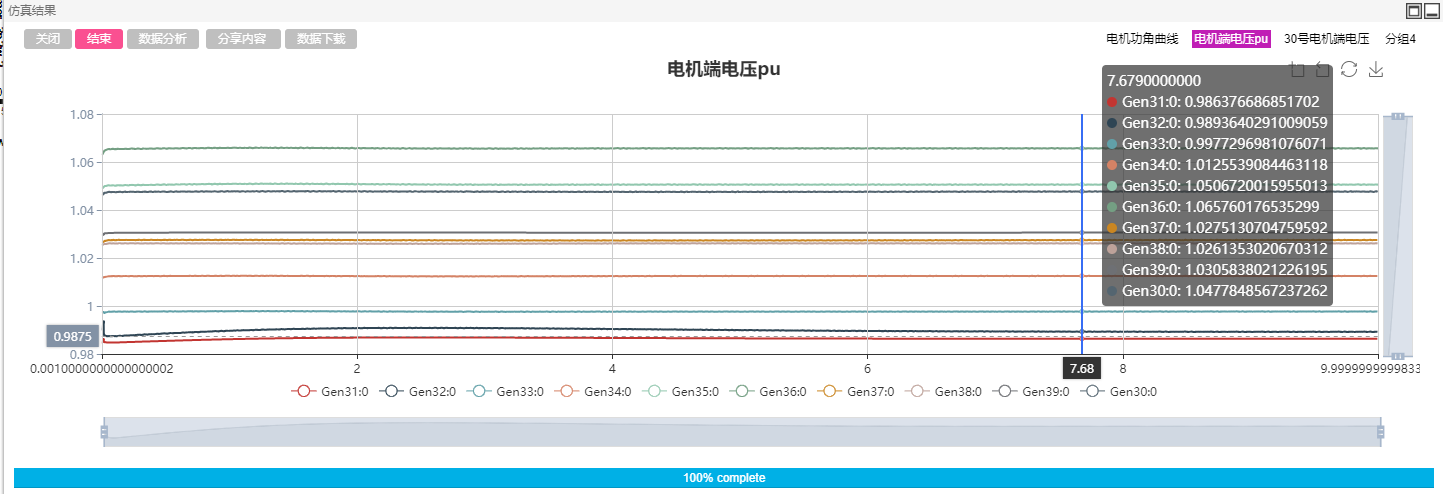 仿真结果
关闭 结束 数据分析 分享内容 数据下载
电机功角曲线 电机端电压pu 30号电机端电压 分组4
电机端电压pu
7.6790000000
Gen31:0: 0.986376686851702
Gen32:0: 0.9893640291009059
Gen33:0: 0.9977296981076071
Gen34:0: 1.0125539084463118
Gen35:0: 1.0506720015955013
Gen36:0: 1.065760176535299
Gen37:0: 1.0275130704759592
Gen38:0: 1.0261353020670312
Gen39:0: 1.0305838021226195
Gen30:0: 1.0477848567237262
1.08
1.06
1.04
1.02
1
0.9875
0.98
0.0010000000000000002 2 4 6 7.68 8 9.9999999999833
Gen31:0 Gen32:0 Gen33:0 Gen34:0 Gen35:0 Gen36:0 Gen37:0 Gen38:0 Gen39:0 Gen30:0
100% complete